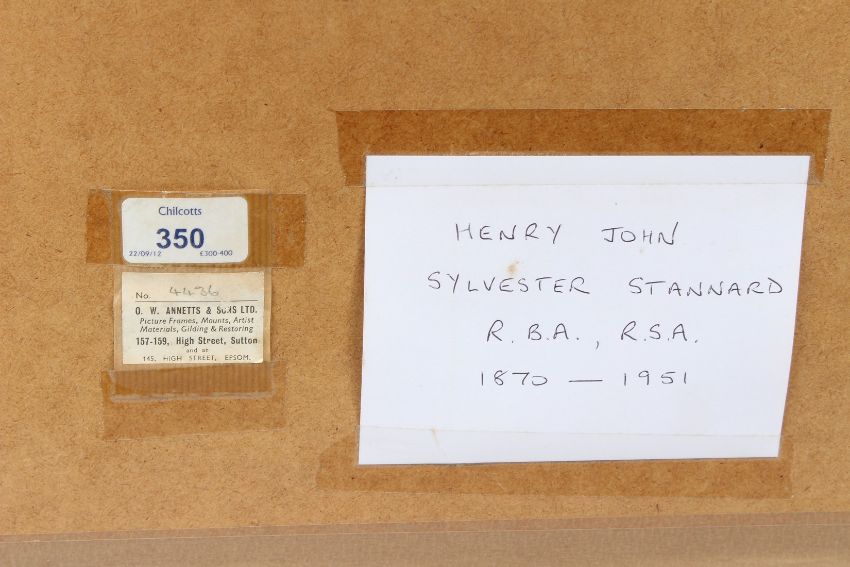 Chilcotts
350
22/09/12 £300-400
No. 4436
O. W. ANNETTS & SONS LTD.
Picture Frames, Mounts, Artist
Materials, Gilding & Restoring
157-159, High Street, Sutton
and at
145, HIGH STREET, EPSOM.
HENRY JOHN
SYLVESTER STANNARD
R.B.A., R.S.A.
1870 — 1951